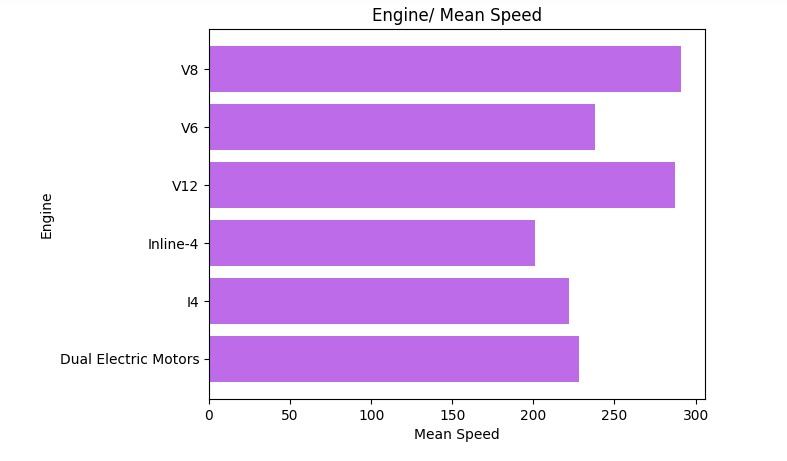 Engine/ Mean Speed
V8
V6
V12
Inline-4
I4
Dual Electric Motors
Engine
0 50 100 150 200 250 300
Mean Speed